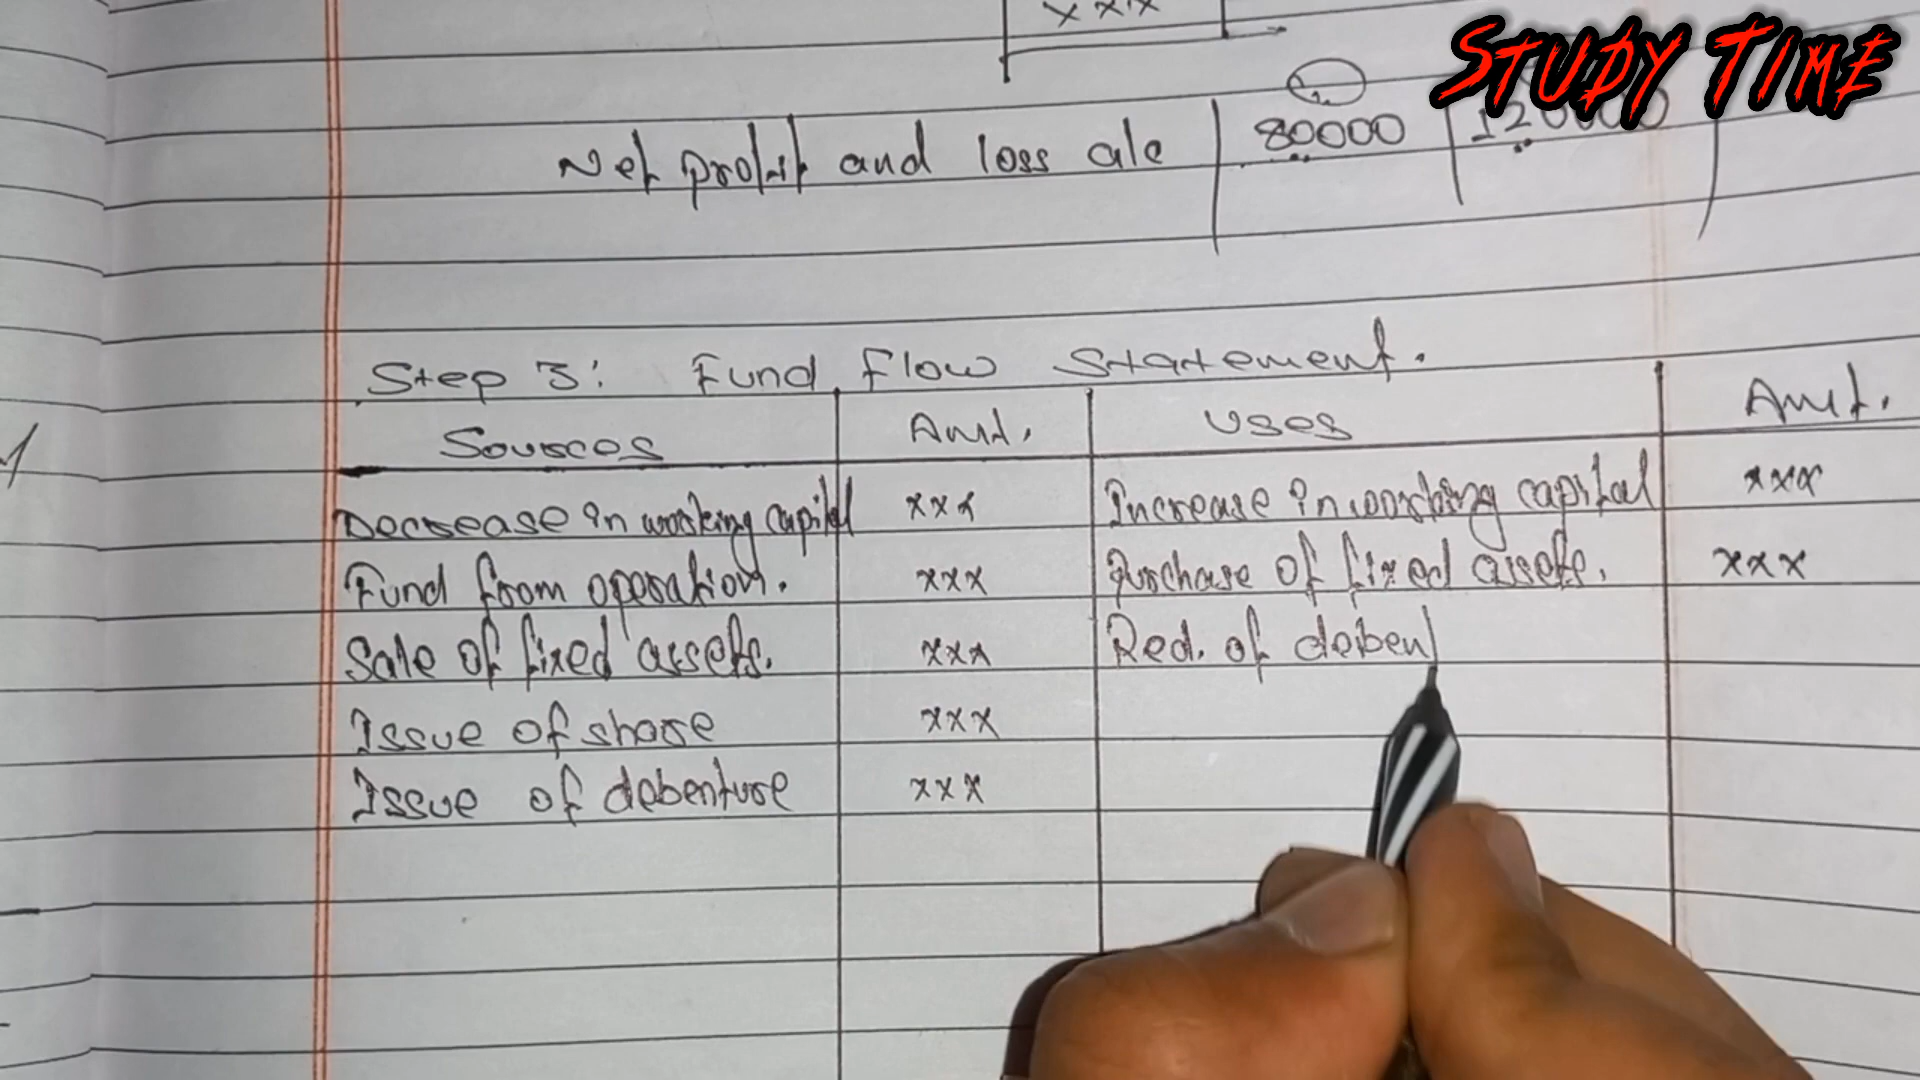 xxx
STUDY TIME
Net profit and loss a/c 80000 120000
Step 3: Fund Flow Statement.
Sources Amt. Uses Amt.
Decrease in working capital xxx Increase in working capital xxx
Fund from operation. xxx Purchase of fixed assets. xxx
Sale of fixed assets. xxx Red. of deben
Issue of share xxx
Issue of debenture xxx